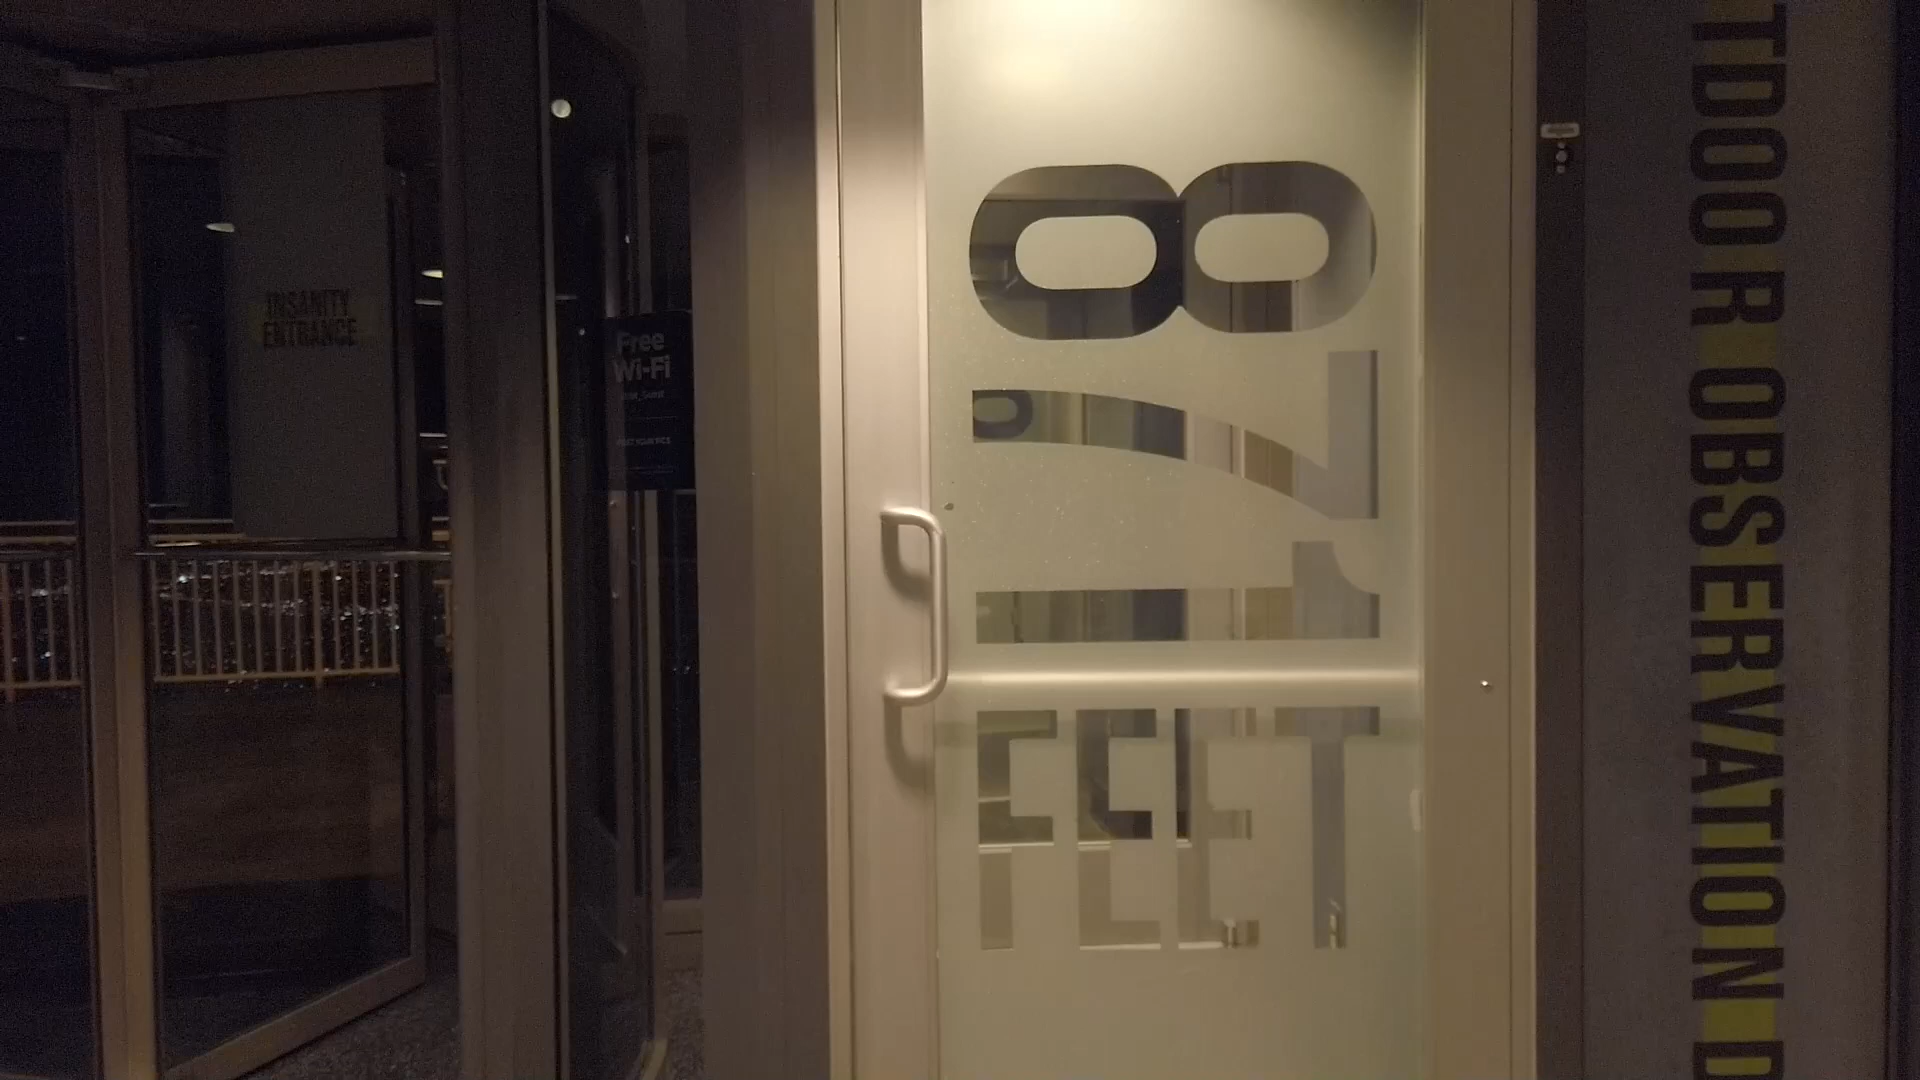 INSANITY
ENTRANCE
Free
Wi-Fi
871 FEET
TDOOR OBSERVATION D